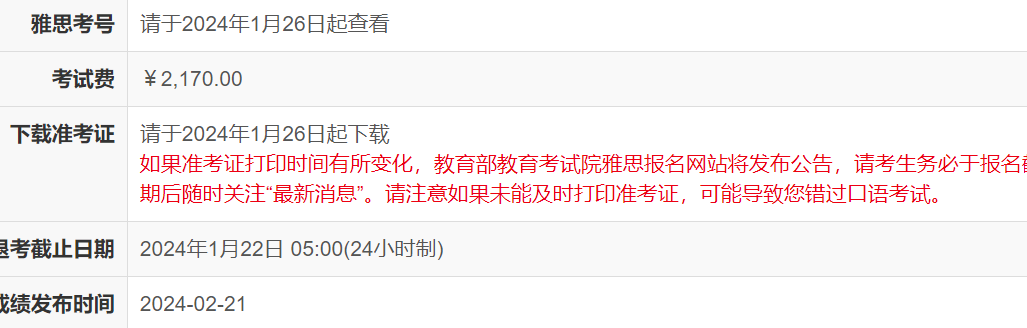 雅思考号 请于2024年1月26日起查看
考试费 ￥2,170.00
下载准考证 请于2024年1月26日起下载
如果准考证打印时间有所变化，教育部教育考试院雅思报名网站将发布公告，请考生务必于报名截
期后随时关注“最新消息”。请注意如果未能及时打印准考证，可能导致您错过口语考试。
退考截止日期 2024年1月22日 05:00(24小时制)
成绩发布时间 2024-02-21